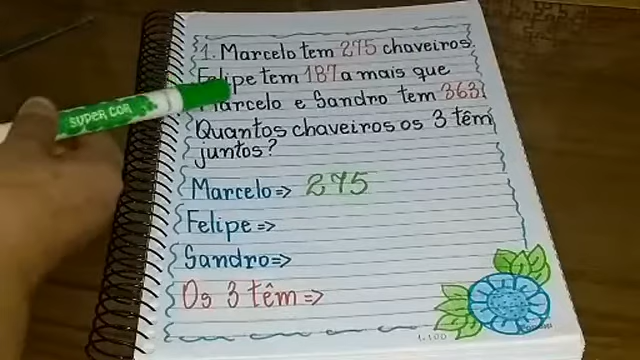 1. Marcelo tem 275 chaveiros.
Felipe tem 187 a mais que
Marcelo e Sandro tem 363.
Quantos chaveiros os 3 têm
juntos?
Marcelo=> 275
Felipe=>
Sandro=>
Os 3 têm=>
SUPER COR